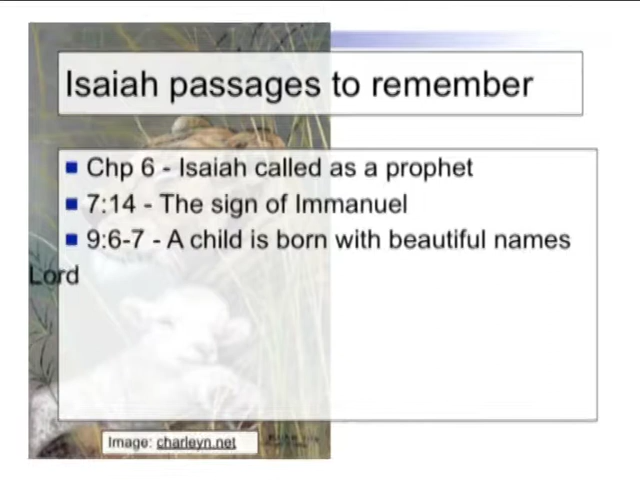 Isaiah passages to remember
Chp 6 - Isaiah called as a prophet
7:14 - The sign of Immanuel
9:6-7 - A child is born with beautiful names
Lord
Image: charleyn.net